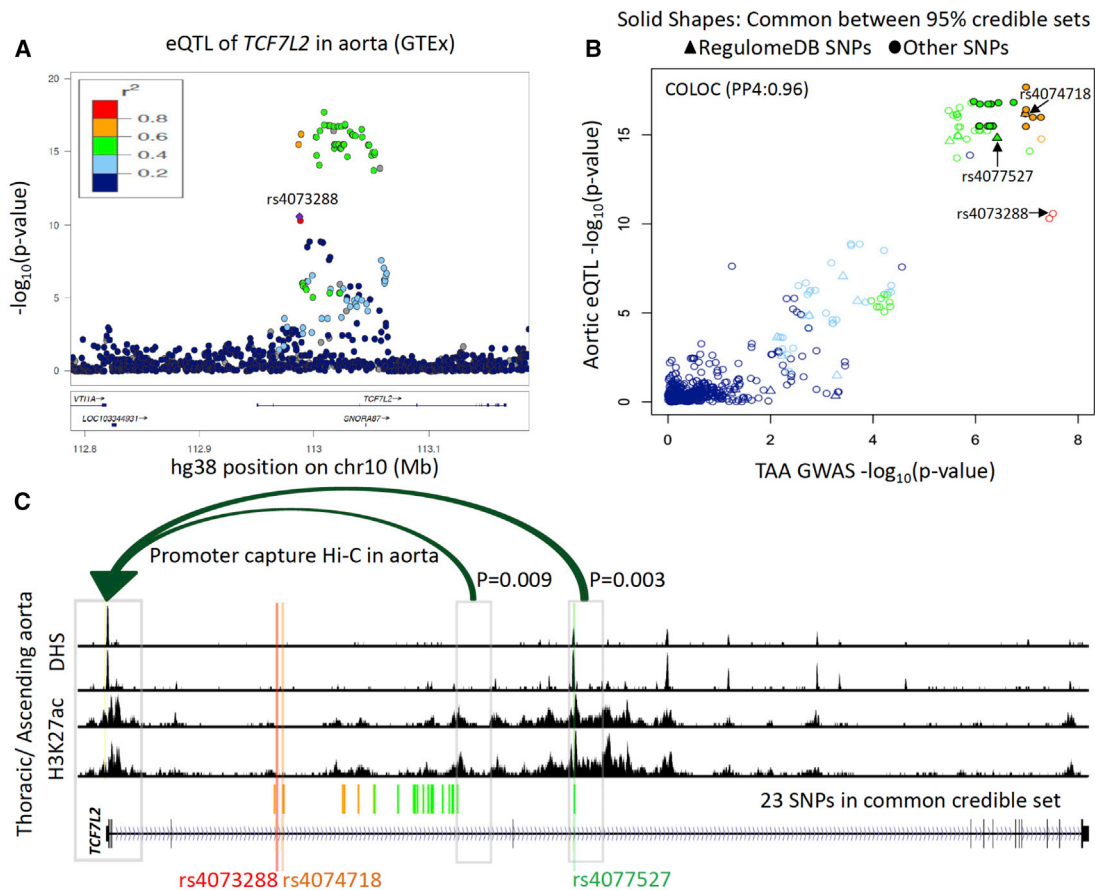 Solid Shapes: Common between 95% credible sets
▲RegulomeDB SNPs ●Other SNPs
A
eQTL of TCF7L2 in aorta (GTEx)
20
15
10
5
0
-log10(p-value)
r²
0.8
0.6
0.4
0.2
rs4073288
VTI1A→
LOC103344931→
TCF7L2→
SNORA87→
112.8
112.9
113
113.1
hg38 position on chr10 (Mb)
B
COLOC (PP4:0.96)
rs4074718
rs4077527
rs4073288
Aortic eQTL -log10(p-value)
15
10
5
0
0
2
4
6
8
TAA GWAS -log10(p-value)
C
Promoter capture Hi-C in aorta
P=0.009
P=0.003
Thoracic/ Ascending aorta
DHS
H3K27ac
23 SNPs in common credible set
TCF7L2
rs4073288
rs4074718
rs4077527